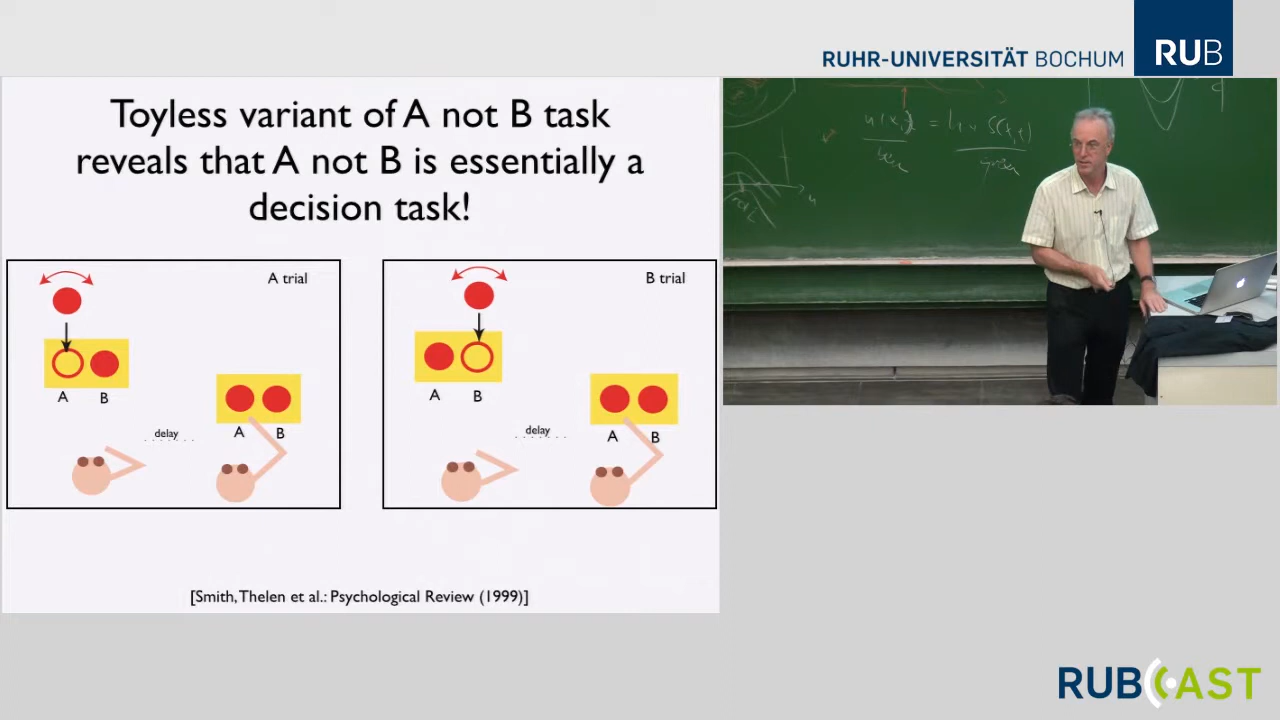 RUHR-UNIVERSITÄT BOCHUM
RUB
Toyless variant of A not B task
reveals that A not B is essentially a
decision task!
A trial
A B
delay
A B
B trial
A B
delay
A B
[Smith, Thelen et al.: Psychological Review (1999)]
RUBCAST